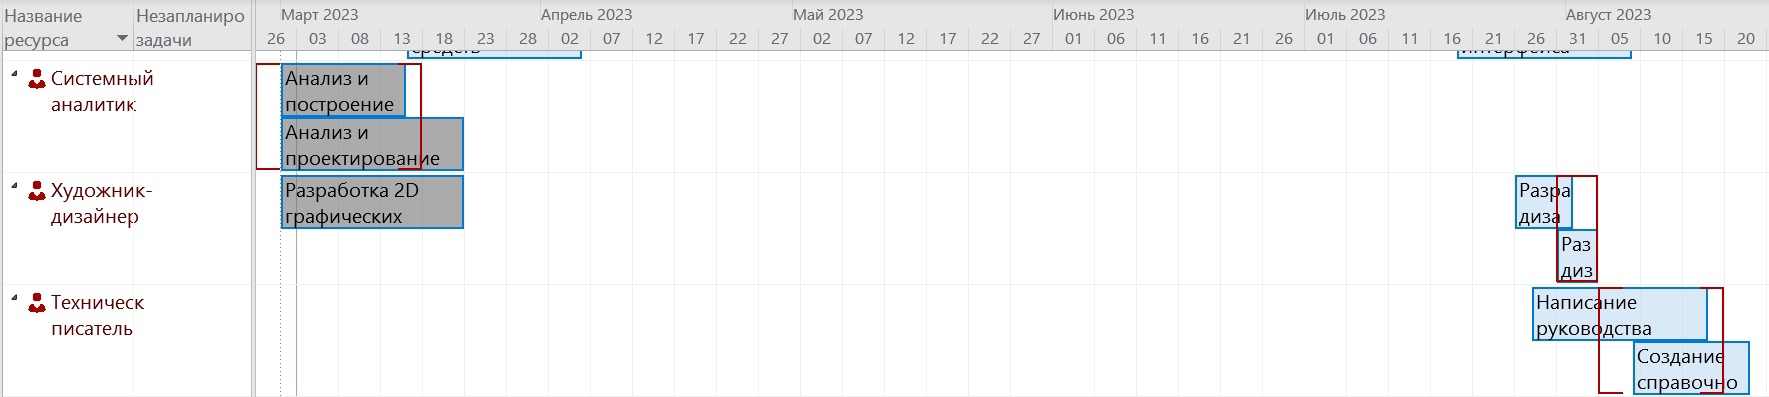 Название Незапланиро Март 2023 Апрель 2023 Май 2023 Июнь 2023 Июль 2023 Август 2023
ресурса задачи 26 03 08 13 18 23 28 02 07 12 17 22 27 02 07 12 17 22 27 01 06 11 16 21 26 01 06 11 16 21 26 31 05 10 15 20
средств интерфейса
Системный Анализ и
аналитик построение
Анализ и
проектирование
Художник- Разработка 2D Разра
дизайнер графических диза
Раз
диз
Техническ Написание
писатель руководства
Создание
справочно